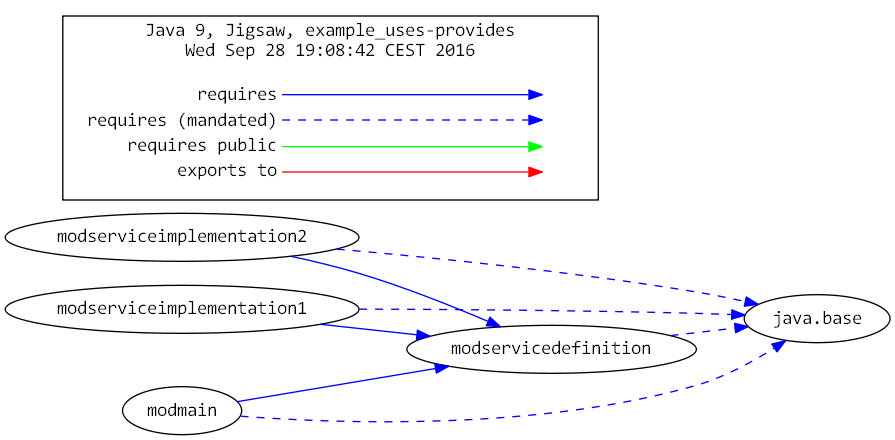 Java 9, Jigsaw, example_uses-provides
Wed Sep 28 19:08:42 CEST 2016
requires
requires (mandated)
requires public
exports to
modserviceimplementation2
modserviceimplementation1
java.base
modservicedefinition
modmain